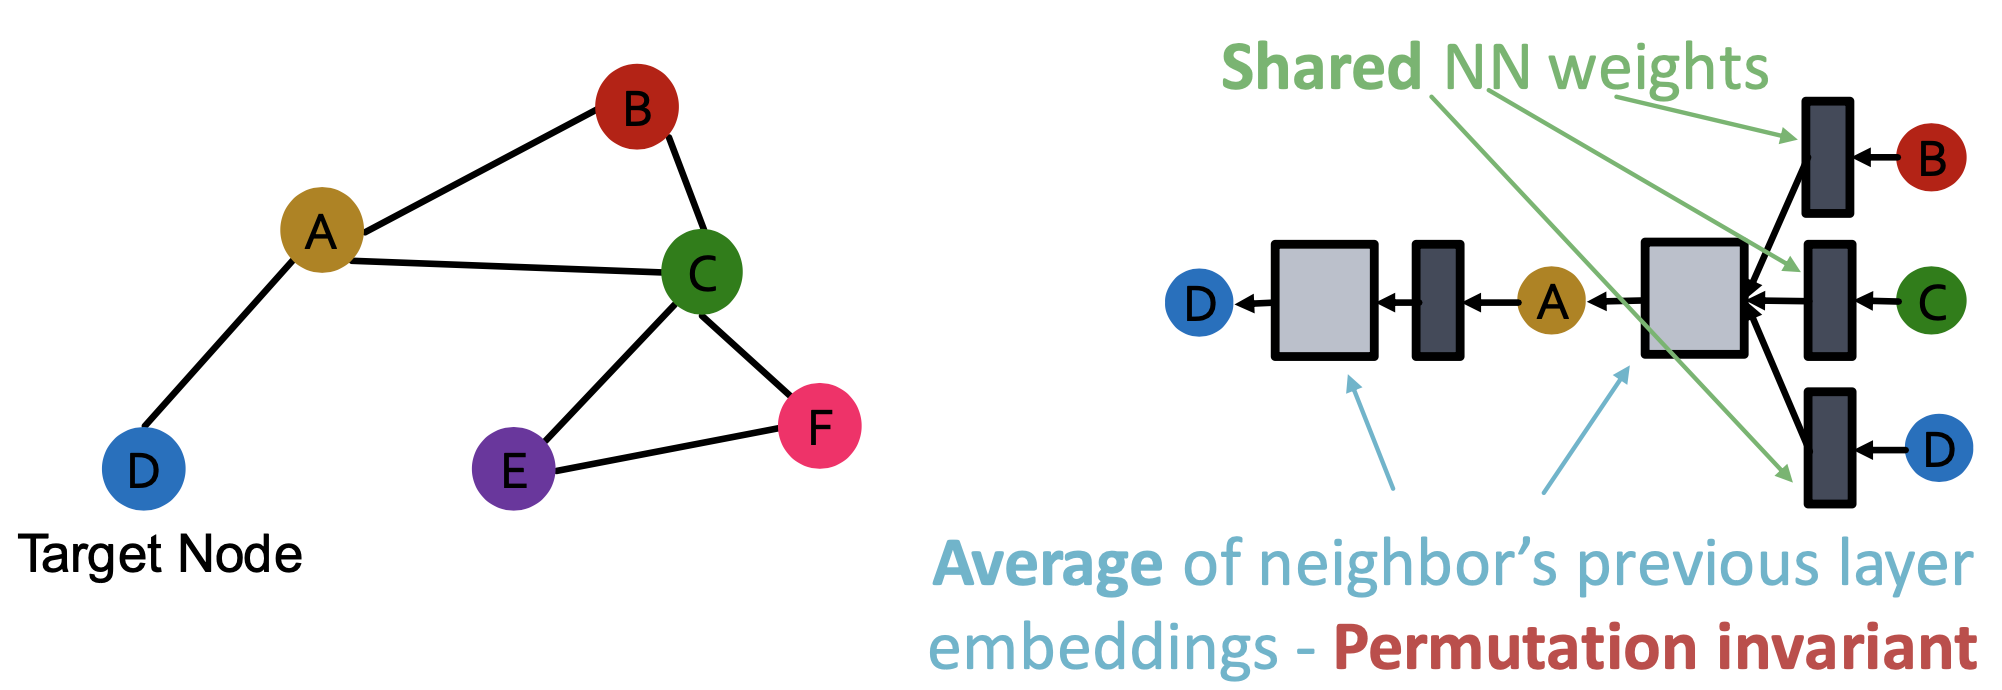 B
A
C
F
E
D
Target Node
Shared NN weights
B
D
A
C
D
Average of neighbor’s previous layer
embeddings - Permutation invariant